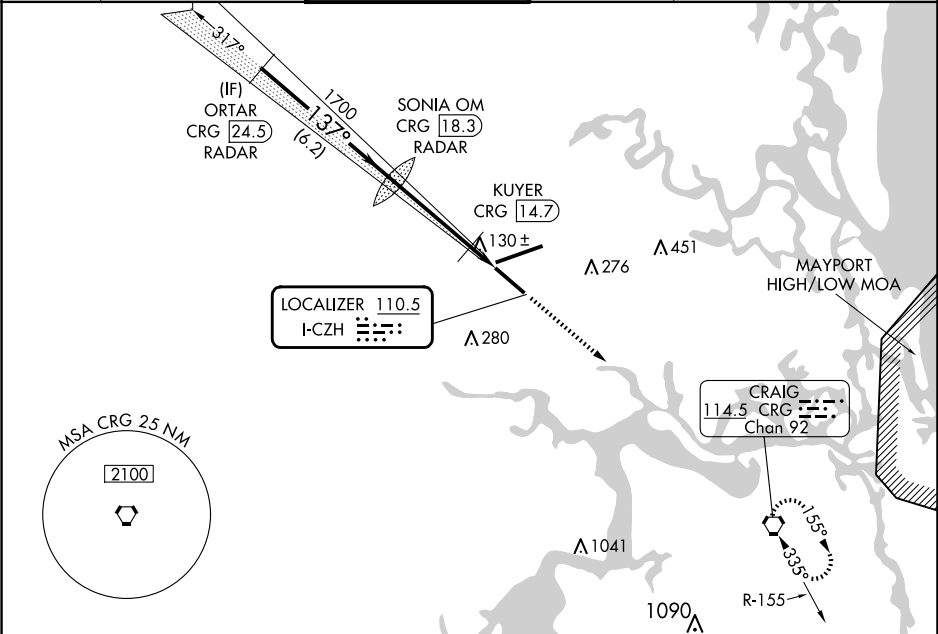 317°
(IF)
ORTAR
CRG 24.5
RADAR
1700
137°
(6.2)
SONIA OM
CRG 18.3
RADAR
KUYER
CRG 14.7
130 ±
276
451
MAYPORT
HIGH/LOW MOA
LOCALIZER 110.5
I-CZH
280
CRAIG
114.5 CRG
Chan 92
MSA CRG 25 NM
2100
155°
335°
R-155
1041
1090